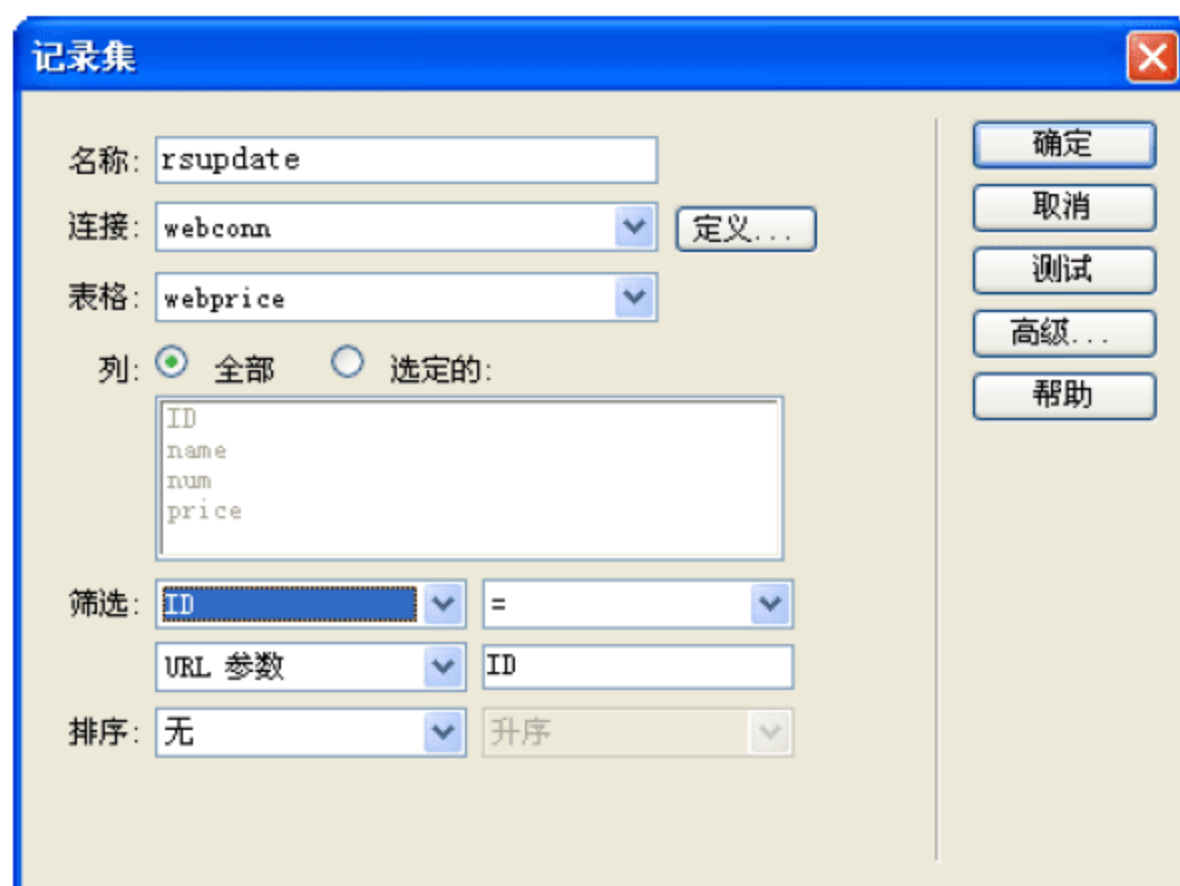 记录集
名称: rsupdate
连接: webconn 定义...
表格: webprice
列: 全部 选定的:
ID
name
num
price
筛选: ID =
URL 参数 ID
排序: 无 升序
确定
取消
测试
高级...
帮助